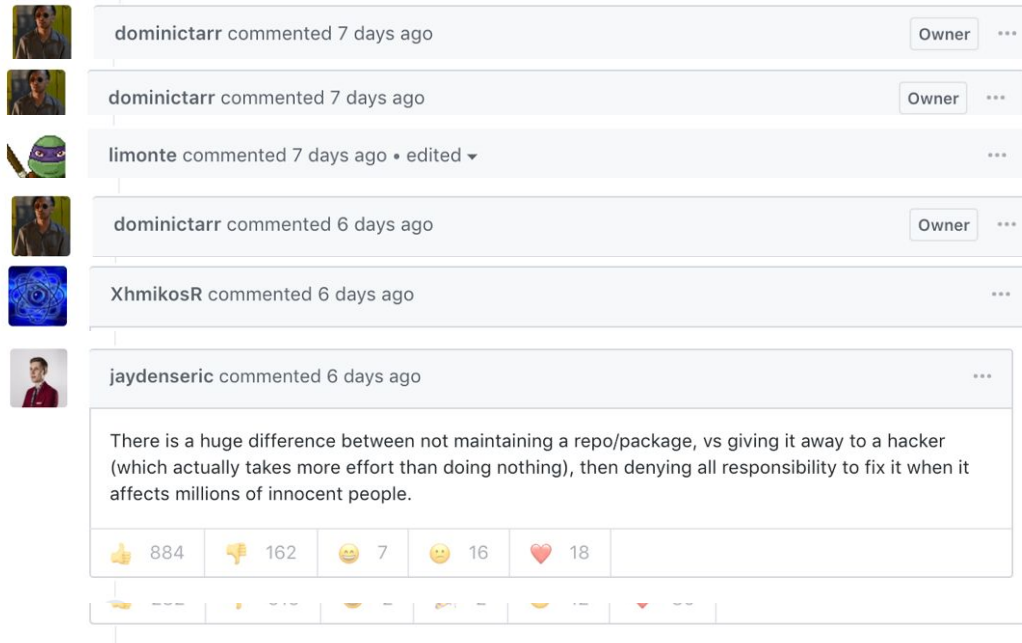 dominictarr commented 7 days ago Owner
dominictarr commented 7 days ago Owner
limonte commented 7 days ago • edited
dominictarr commented 6 days ago Owner
XhmikosR commented 6 days ago
jaydenseric commented 6 days ago
There is a huge difference between not maintaining a repo/package, vs giving it away to a hacker
(which actually takes more effort than doing nothing), then denying all responsibility to fix it when it
affects millions of innocent people.
884 162 7 16 18